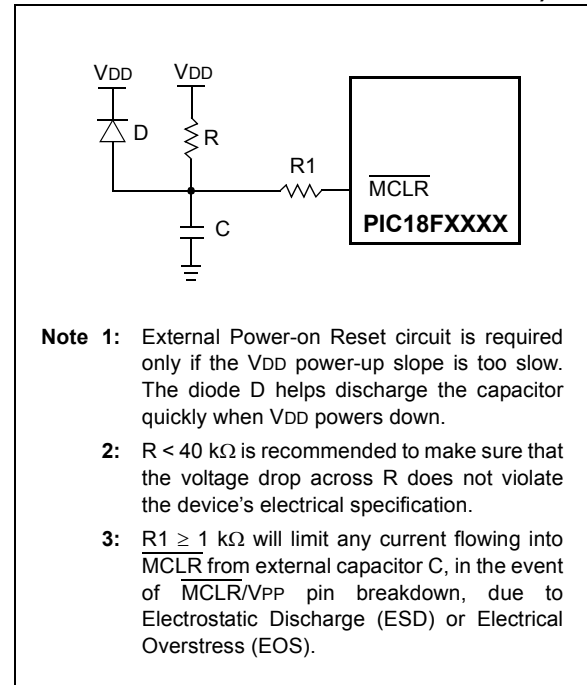 VDD VDD
D
R
R1
MCLR
PIC18FXXXX
C
Note 1: External Power-on Reset circuit is required
only if the VDD power-up slope is too slow.
The diode D helps discharge the capacitor
quickly when VDD powers down.
2: R < 40 kΩ is recommended to make sure that
the voltage drop across R does not violate
the device's electrical specification.
3: R1 ≥ 1 kΩ will limit any current flowing into
MCLR from external capacitor C, in the event
of MCLR/VPP pin breakdown, due to
Electrostatic Discharge (ESD) or Electrical
Overstress (EOS).